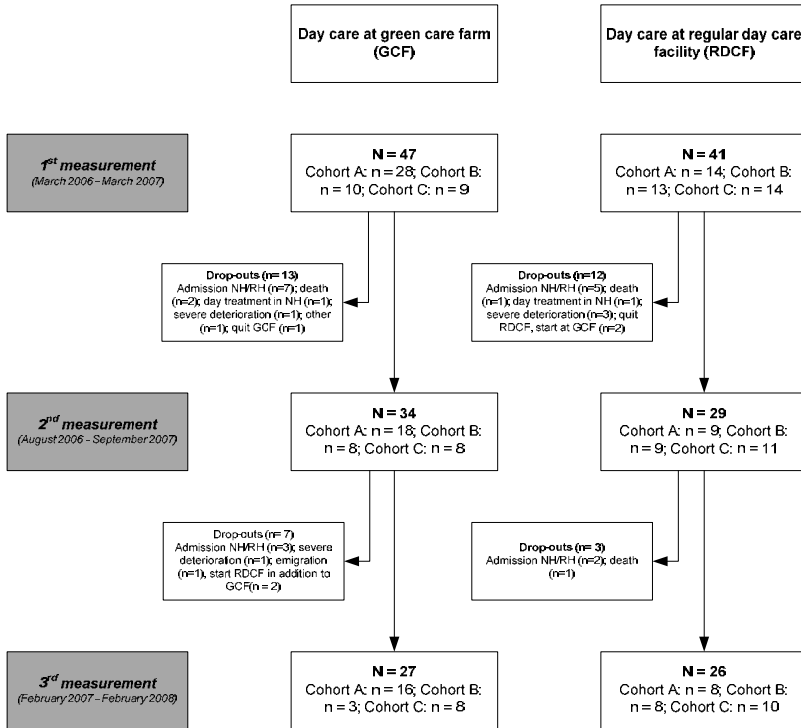 Day care at green care farm
(GCF)
Day care at regular day care
facility (RDCF)
1st measurement
(March 2006 – March 2007)
N = 47
Cohort A: n = 28; Cohort B:
n = 10; Cohort C: n = 9
N = 41
Cohort A: n = 14; Cohort B:
n = 13; Cohort C: n = 14
Drop-outs (n= 13)
Admission NH/RH (n=7); death
(n=2); day treatment in NH (n=1);
severe deterioration (n=1); other
(n=1); quit GCF (n=1)
Drop-outs (n=12)
Admission NH/RH (n=5); death
(n=1); day treatment in NH (n=1);
severe deterioration (n=3); quit
RDCF, start at GCF (n=2)
2nd measurement
(August 2006 – September 2007)
N = 34
Cohort A: n = 18; Cohort B:
n = 8; Cohort C: n = 8
N = 29
Cohort A: n = 9; Cohort B:
n = 9; Cohort C: n = 11
Drop-outs (n= 7)
Admission NH/RH (n=3); severe
deterioration (n=1); emigration
(n=1), start RDCF in addition to
GCF(n = 2)
Drop-outs (n= 3)
Admission NH/RH (n=2); death
(n=1)
3rd measurement
(February 2007 – February 2008)
N = 27
Cohort A: n = 16; Cohort B:
n = 3; Cohort C: n = 8
N = 26
Cohort A: n = 8; Cohort B:
n = 8; Cohort C: n = 10